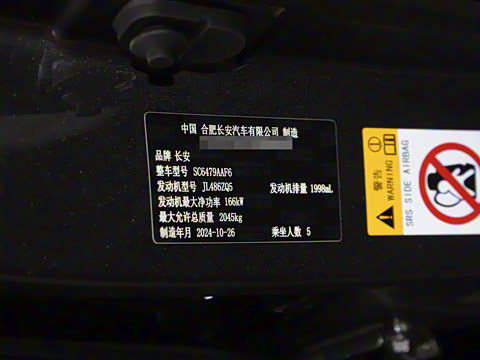 中国 合肥长安汽车有限公司 制造
品牌 长安
整车型号 SC6479AAF6
发动机型号 JL486ZQ5 发动机排量 1998mL
发动机最大净功率 166kW
最大允许总质量 2045kg
制造年月 2024-10-26 乘坐人数 5
警告
SRS SIDE AIRBAG